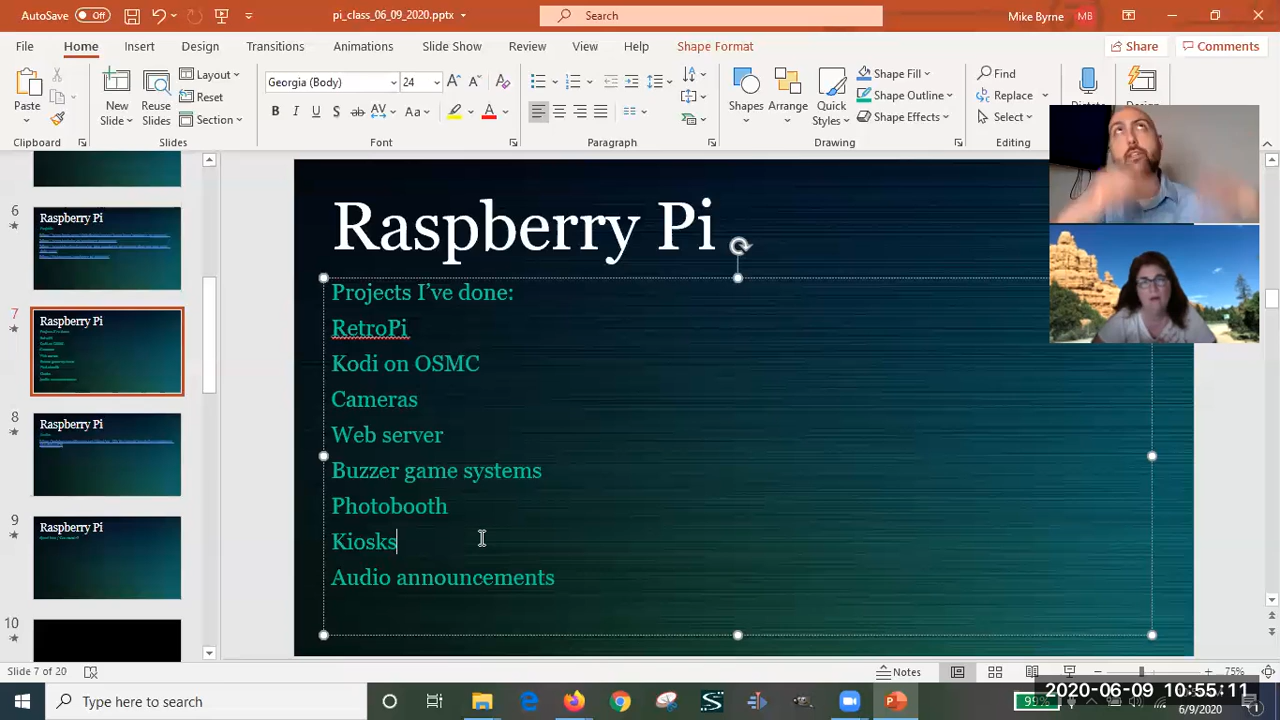 AutoSave Off pi_class_06_09_2020.pptx Search Mike Byrne MB
File Home Insert Design Transitions Animations Slide Show Review View Help Shape Format Share Comments
Paste
Clipboard
New Slide
Reuse Slides
Layout
Reset
Section
Slides
Georgia (Body) 24
Font
Paragraph
Shapes
Arrange
Quick Styles
Shape Fill
Shape Outline
Shape Effects
Drawing
Find
Replace
Select
Editing
6
Raspberry Pi
7
Raspberry Pi
Projects I've done:
8
Raspberry Pi
9
Raspberry Pi
10
Raspberry Pi
Projects I’ve done:
RetroPi
Kodi on OSMC
Cameras
Web server
Buzzer game systems
Photobooth
Kiosks
Audio announcements
Slide 7 of 20 Notes 75%
Type here to search 99%
2020-06-09 10:55:11
6/9/2020